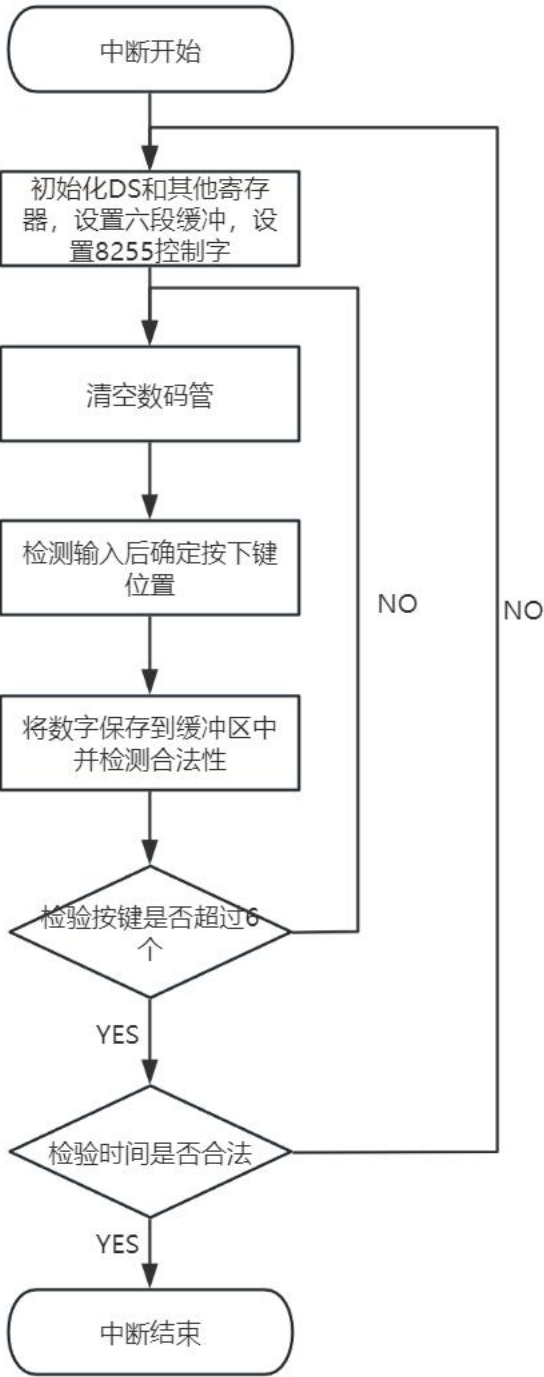 中断开始
初始化DS和其他寄存
器，设置六段缓冲，设
置8255控制字
清空数码管
检测输入后确定按下键
位置
NO
NO
将数字保存到缓冲区中
并检测合法性
检验按键是否超过6
个
YES
检验时间是否合法
YES
中断结束